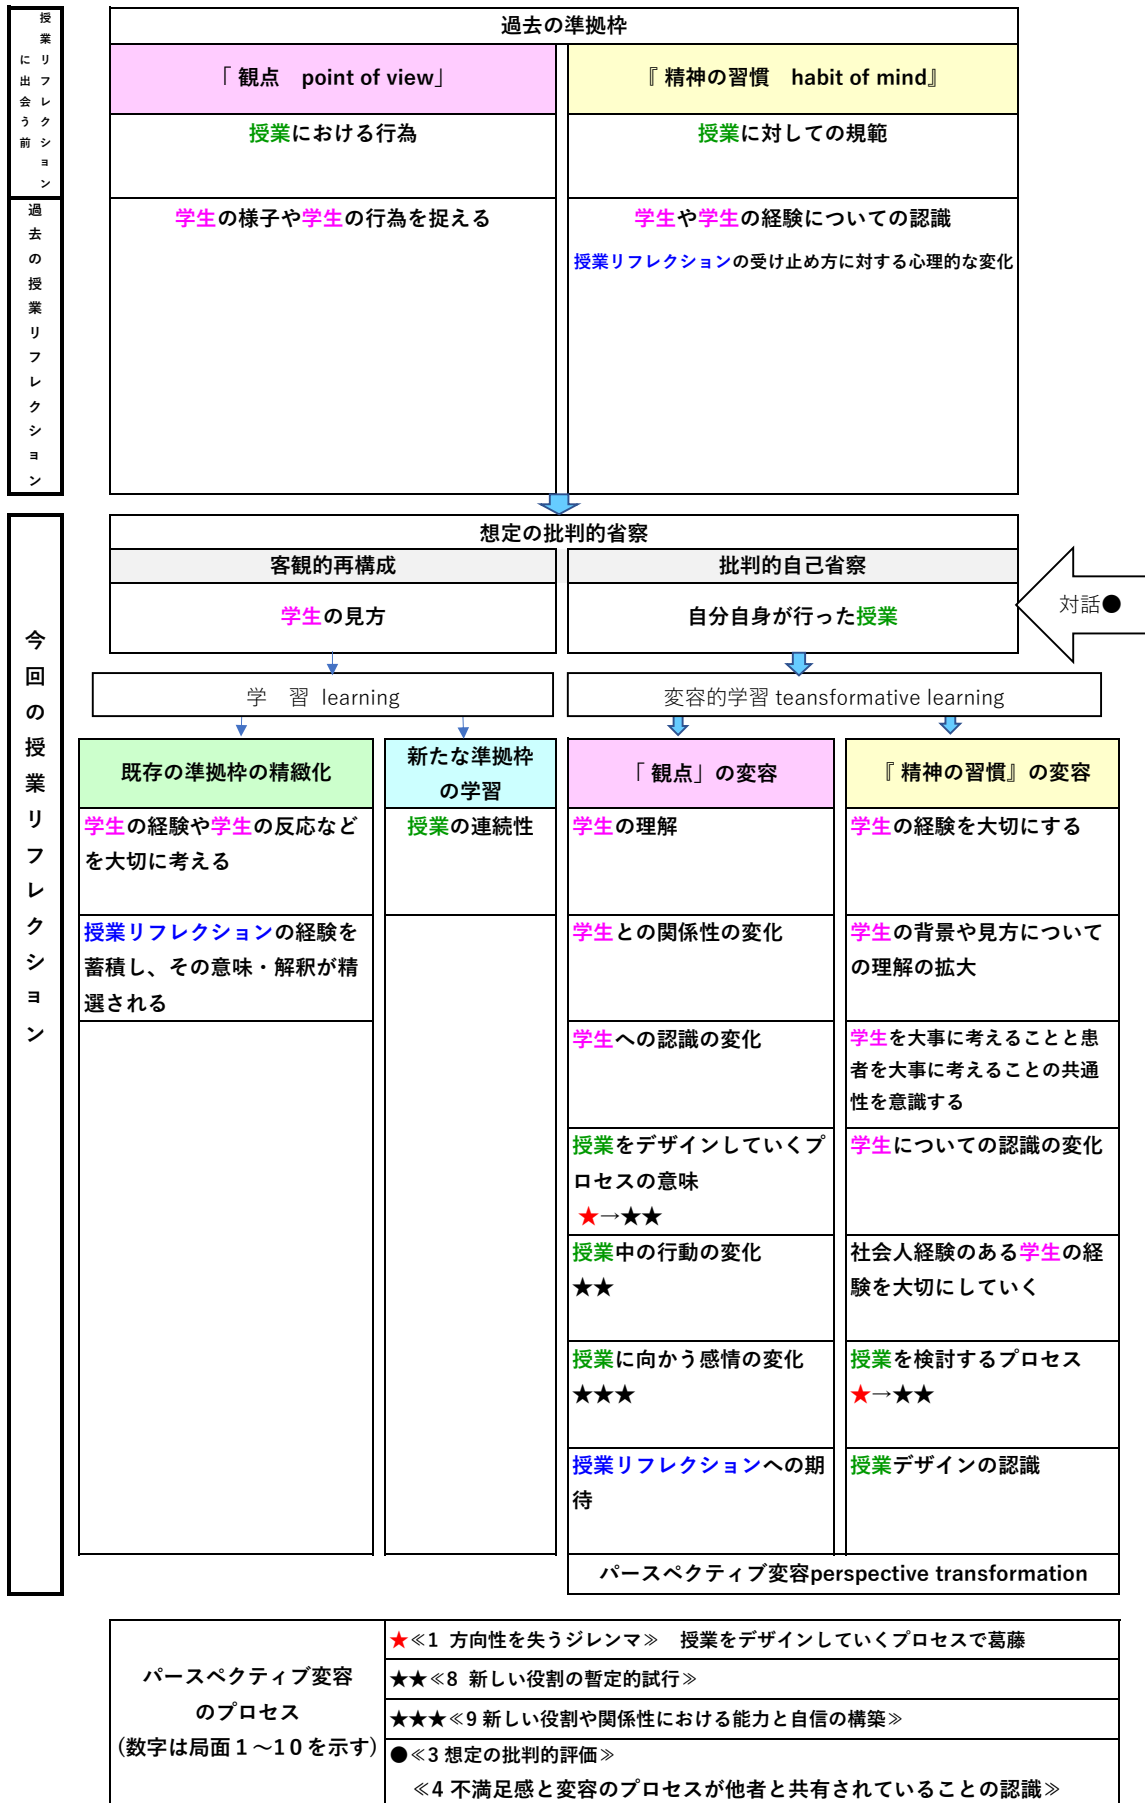 授業リフレクション
に出会う前
過去の準拠枠
「 観点　point of view」
『 精神の習慣　habit of mind』
授業における行為
授業に対しての規範
過去の授業リフレクション
学生の様子や学生の行為を捉える
学生や学生の経験についての認識
授業リフレクションの受け止め方に対する心理的な変化
今回の授業リフレクション
想定の批判的省察
客観的再構成
批判的自己省察
学生の見方
自分自身が行った授業
対話●
学　習 learning
変容的学習 teansformative learning
既存の準拠枠の精緻化
新たな準拠枠
の学習
「 観点」の変容
『 精神の習慣』の変容
学生の経験や学生の反応など
を大切に考える
授業の連続性
学生の理解
学生の経験を大切にする
授業リフレクションの経験を
蓄積し、その意味・解釈が精
選される
学生との関係性の変化
学生の背景や見方について
の理解の拡大
学生への認識の変化
学生を大事に考えることと患
者を大事に考えることの共通
性を意識する
授業をデザインしていくプ
ロセスの意味
★→★★
学生についての認識の変化
授業中の行動の変化
★★
社会人経験のある学生の経
験を大切にしていく
授業に向かう感情の変化
★★★
授業を検討するプロセス
★→★★
授業リフレクションへの期
待
授業デザインの認識
パースペクティブ変容perspective transformation
パースペクティブ変容
のプロセス
(数字は局面１～1０を示す)
★≪1 方向性を失うジレンマ≫　授業をデザインしていくプロセスで葛藤
★★≪8 新しい役割の暫定的試行≫
★★★≪9 新しい役割や関係性における能力と自信の構築≫
●≪3 想定の批判的評価≫
≪4 不満足感と変容のプロセスが他者と共有されていることの認識≫